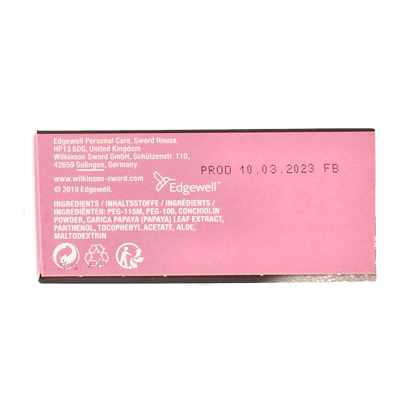 Edgewell Personal Care, Sword House,
HP13 6DG, United Kingdom
Wilkinson Sword GmbH, Schützenstr. 110,
42659 Solingen, Germany
www.wilkinson-sword.com
© 2019 Edgewell.
Edgewell™
PROD 10.03.2023 FB
INGREDIENTS / INHALTSSTOFFE / INGRÉDIENTS /
INGREDIËNTEN: PEG-115M, PEG-100, CONCHIOLIN
POWDER, CARICA PAPAYA (PAPAYA) LEAF EXTRACT,
PANTHENOL, TOCOPHERYL ACETATE, ALOE,
MALTODEXTRIN